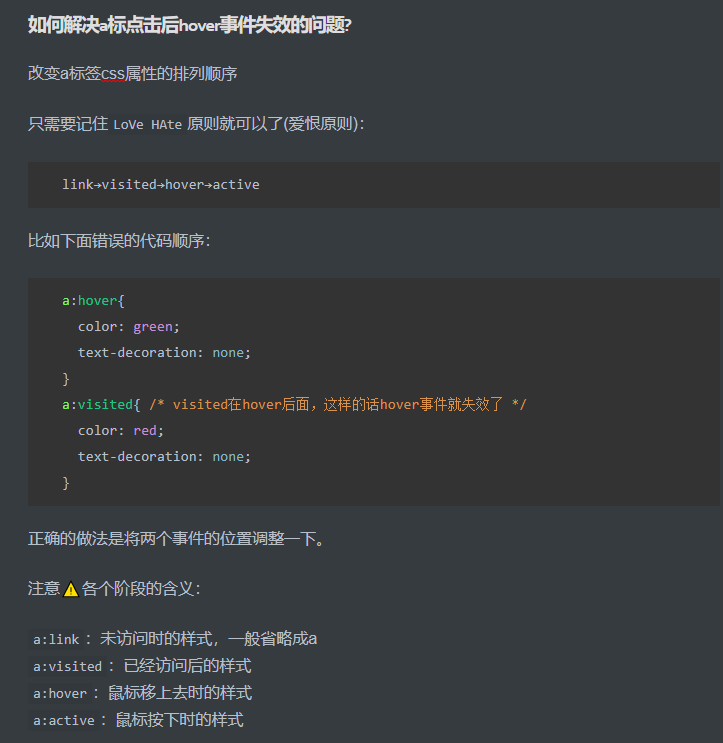 如何解决a标点击后hover事件失效的问题?
改变a标签css属性的排列顺序
只需要记住 LoVe HAte 原则就可以了(爱恨原则):
link→visited→hover→active
比如下面错误的代码顺序:
a:hover{
  color: green;
  text-decoration: none;
}
a:visited{ /* visited在hover后面，这样的话hover事件就失效了 */
  color: red;
  text-decoration: none;
}
正确的做法是将两个事件的位置调整一下。
注意⚠️各个阶段的含义:
a:link : 未访问时的样式，一般省略成a
a:visited : 已经访问后的样式
a:hover : 鼠标移上去时的样式
a:active : 鼠标按下时的样式